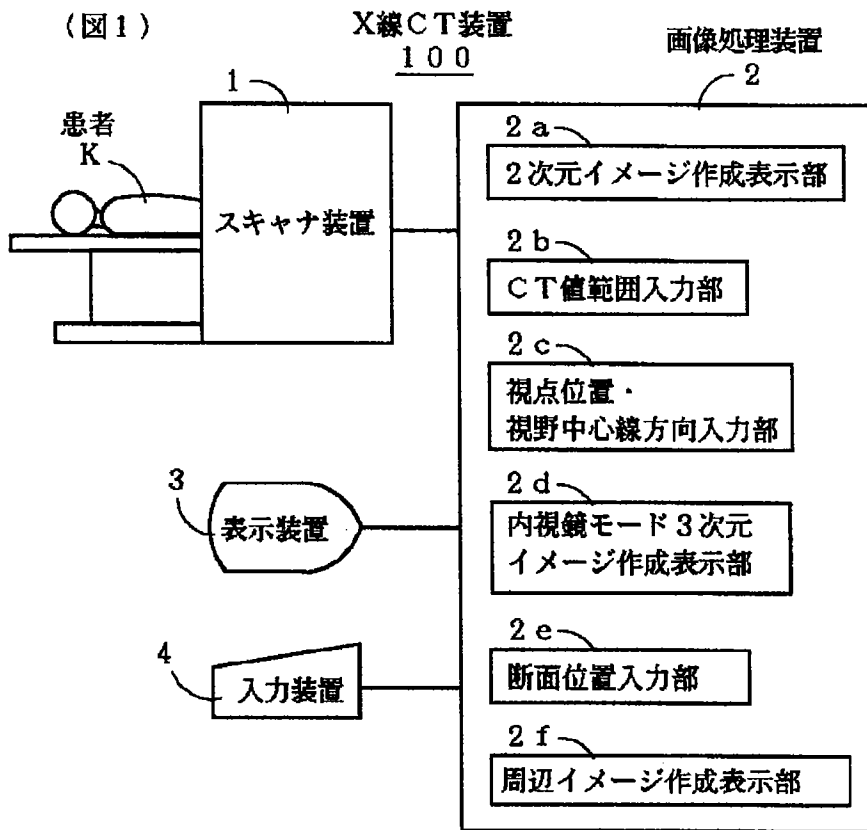 (図1)
X線CT装置
100
画像処理装置
2
1
患者
K
スキャナ装置
2a
2次元イメージ作成表示部
2b
CT値範囲入力部
2c
視点位置・
視野中心線方向入力部
3
表示装置
2d
内視鏡モード3次元
イメージ作成表示部
4
入力装置
2e
断面位置入力部
2f
周辺イメージ作成表示部